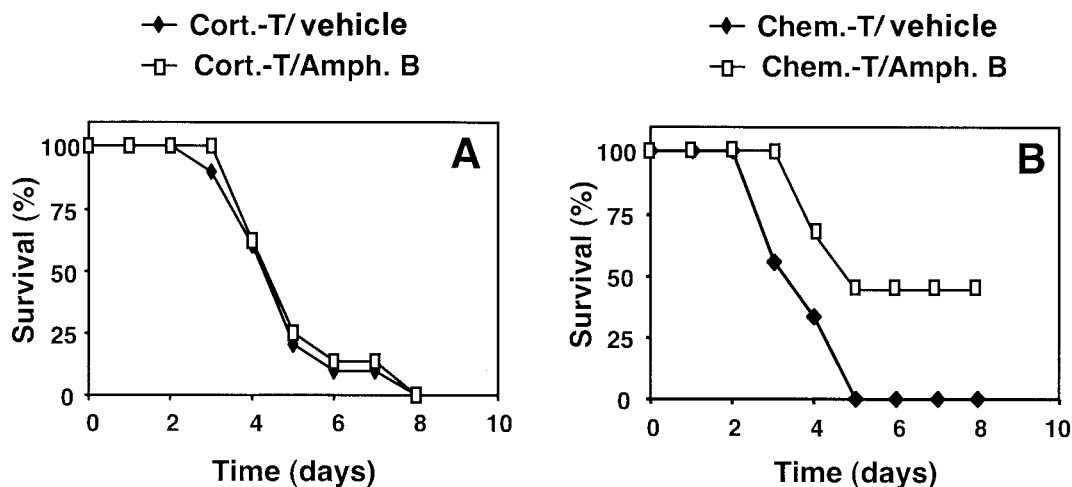 Cort.-T/ vehicle
Cort.-T/Amph. B
A
100
75
50
25
0
Survival (%)
0 2 4 6 8 10
Time (days)
Chem.-T/ vehicle
Chem.-T/Amph. B
B
100
75
50
25
0
Survival (%)
0 2 4 6 8 10
Time (days)